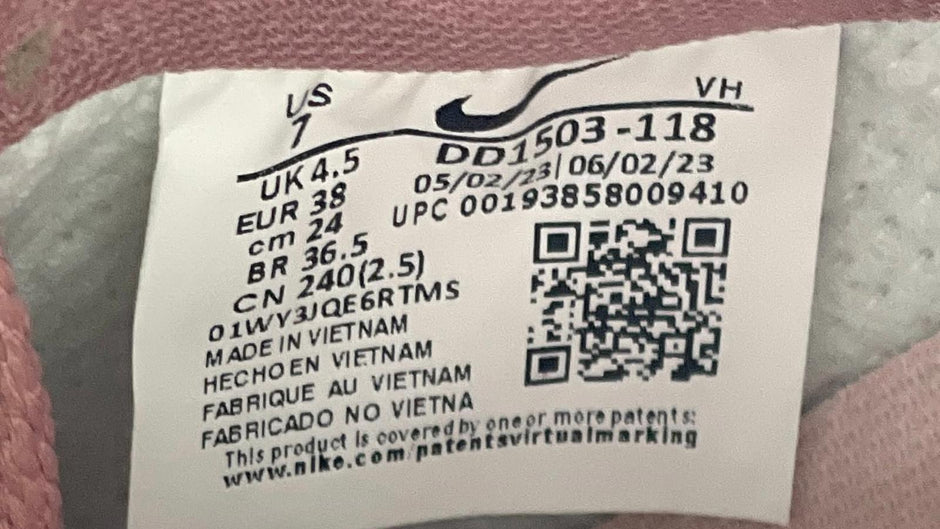 US
7
VH
UK 4.5
EUR 38
cm 24
BR 36.5
CN 240(2.5)
01WY3JQE6RTMS
DD1503-118
05/02/23| 06/02/23
UPC 00193858009410
MADE IN VIETNAM
HECHO EN VIETNAM
FABRIQUE AU VIETNAM
FABRICADO NO VIETNA
This product is covered by one or more patents:
www.nike.com/patentsvirtualmarking